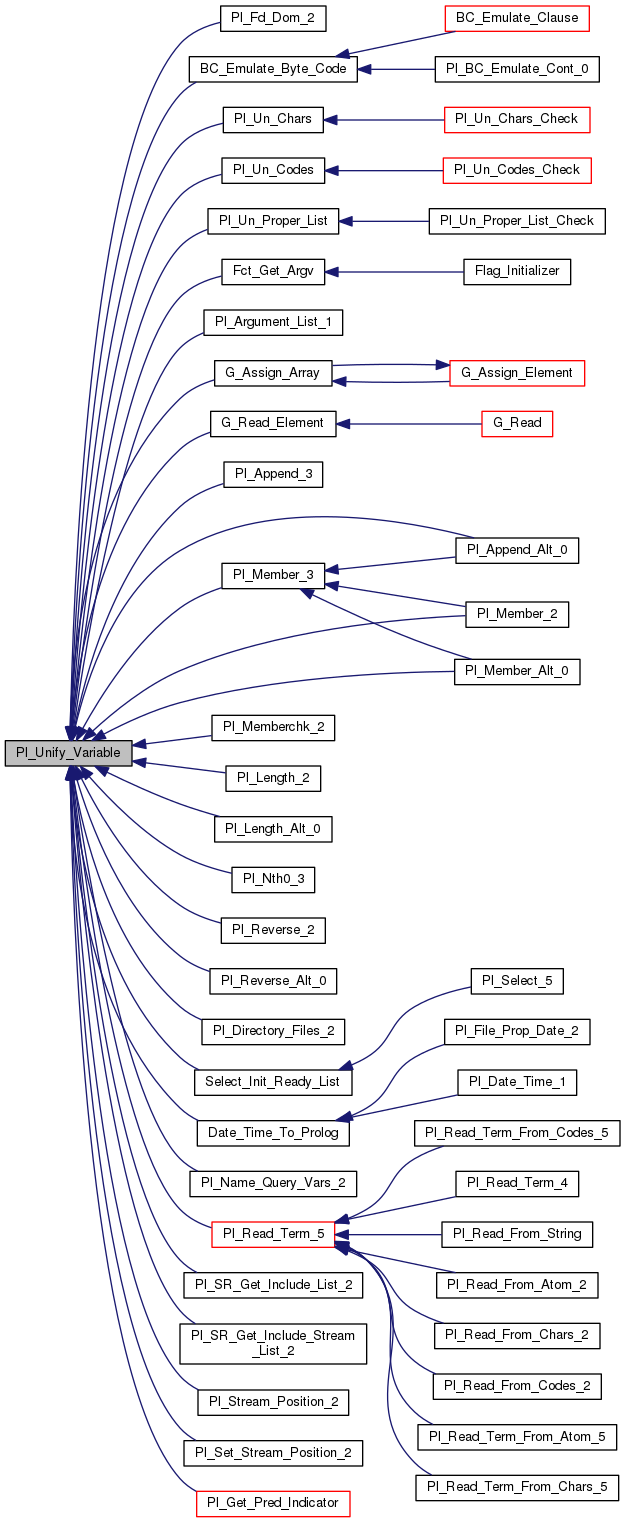 Pl_Fd_Dom_2
BC_Emulate_Clause
BC_Emulate_Byte_Code
Pl_BC_Emulate_Cont_0
Pl_Un_Chars
Pl_Un_Chars_Check
Pl_Un_Codes
Pl_Un_Codes_Check
Pl_Un_Proper_List
Pl_Un_Proper_List_Check
Fct_Get_Argv
Flag_Initializer
Pl_Argument_List_1
G_Assign_Array
G_Assign_Element
G_Read_Element
G_Read
Pl_Append_3
Pl_Append_Alt_0
Pl_Member_3
Pl_Member_2
Pl_Member_Alt_0
Pl_Unify_Variable
Pl_Memberchk_2
Pl_Length_2
Pl_Length_Alt_0
Pl_Nth0_3
Pl_Reverse_2
Pl_Reverse_Alt_0
Pl_Select_5
Pl_Directory_Files_2
Pl_File_Prop_Date_2
Select_Init_Ready_List
Pl_Date_Time_1
Date_Time_To_Prolog
Pl_Read_Term_From_Codes_5
Pl_Name_Query_Vars_2
Pl_Read_Term_4
Pl_Read_Term_5
Pl_Read_From_String
Pl_SR_Get_Include_List_2
Pl_Read_From_Atom_2
Pl_SR_Get_Include_Stream
_List_2
Pl_Read_From_Chars_2
Pl_Read_From_Codes_2
Pl_Stream_Position_2
Pl_Read_Term_From_Atom_5
Pl_Set_Stream_Position_2
Pl_Read_Term_From_Chars_5
Pl_Get_Pred_Indicator